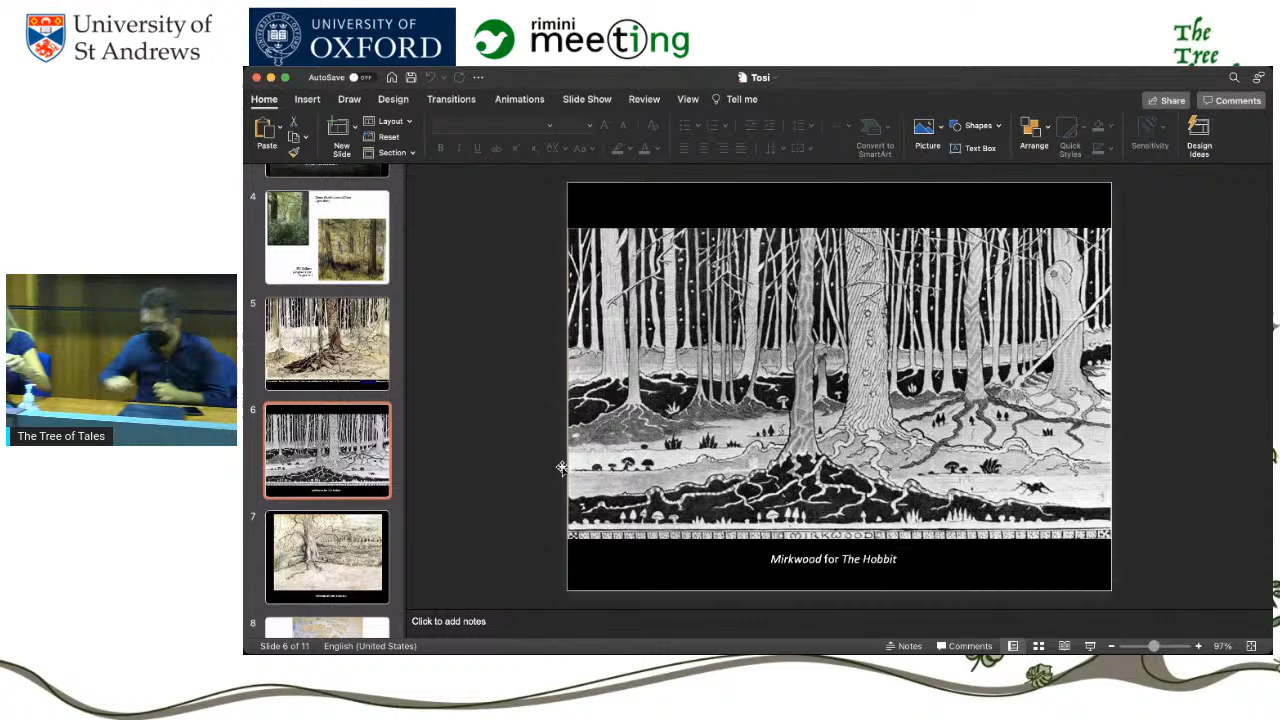 University of
St Andrews
UNIVERSITY OF
OXFORD
rimini
meeting
The
Tree
AutoSave OFF
Tosi
Home Insert Draw Design Transitions Animations Slide Show Review View Tell me
Share Comments
Paste
New
Slide
Layout
Reset
Section
Convert to
SmartArt
Picture
Shapes
Text Box
Arrange
Quick
Styles
Sensitivity
Design
Ideas
4
5
6
7
8
MIRKWOOD
Mirkwood for The Hobbit
The Tree of Tales
Click to add notes
Slide 6 of 11 English (United States)
Notes Comments 97%